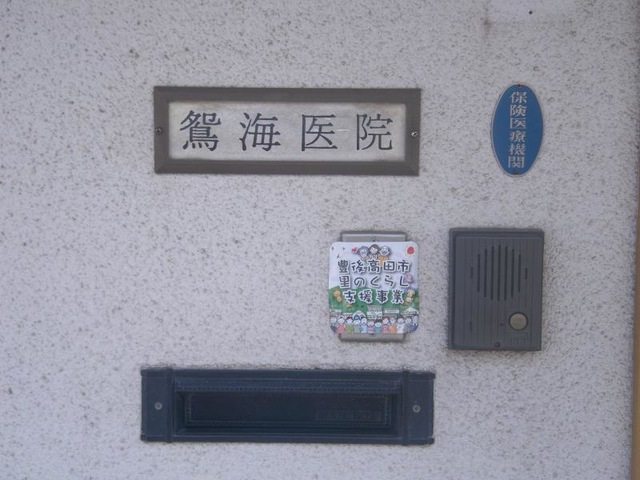 鴛海医院
保険医療機関
豊後高田市
里のくらし
支援事業